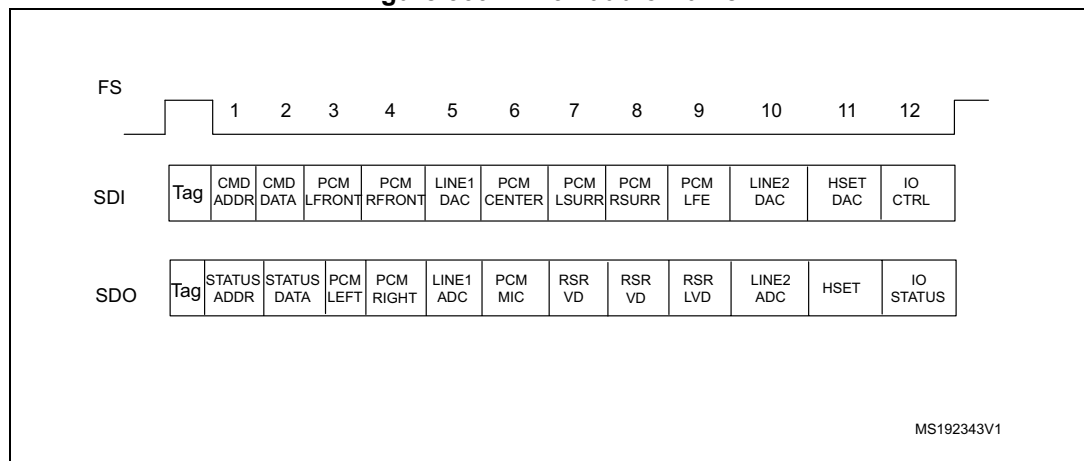 FS
1 2 3 4 5 6 7 8 9 10 11 12
SDI
Tag
CMD
ADDR
CMD
DATA
PCM
LFRONT
PCM
RFRONT
LINE1
DAC
PCM
CENTER
PCM
LSURR
PCM
RSURR
PCM
LFE
LINE2
DAC
HSET
DAC
IO
CTRL
SDO
Tag
STATUS
ADDR
STATUS
DATA
PCM
LEFT
PCM
RIGHT
LINE1
ADC
PCM
MIC
RSR
VD
RSR
VD
RSR
LVD
LINE2
ADC
HSET
IO
STATUS
MS192343V1